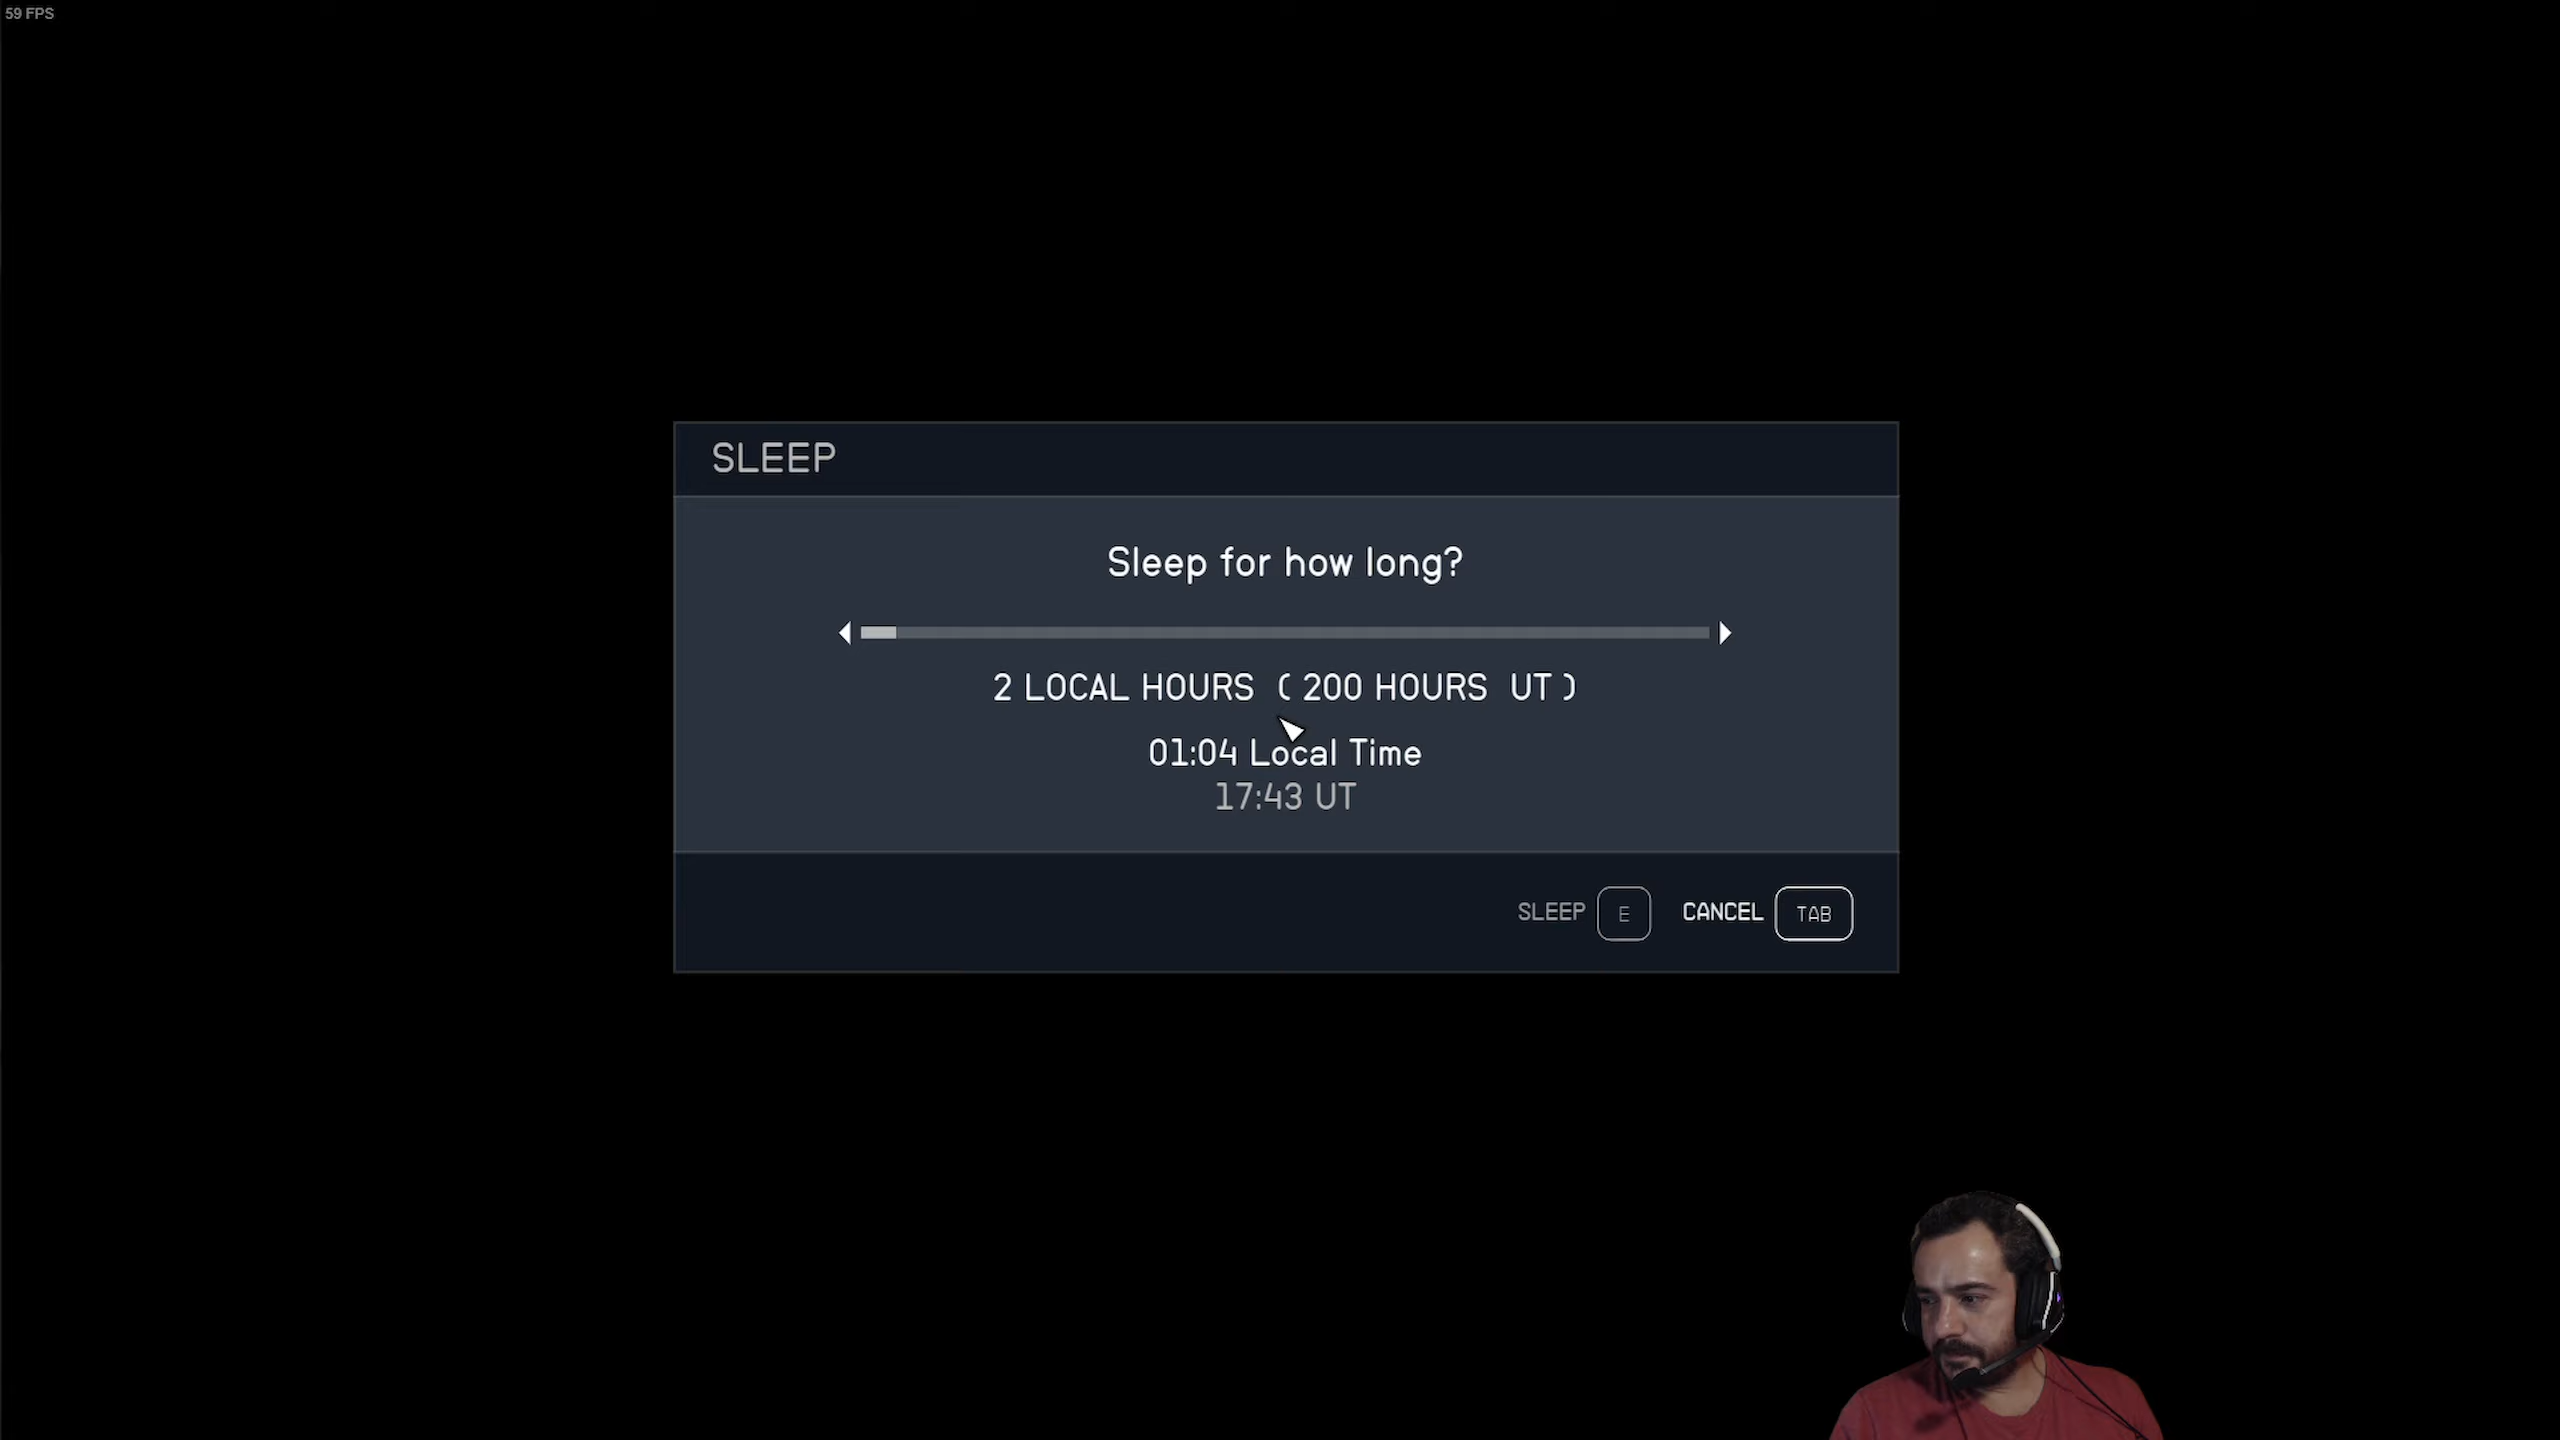 59 FPS
SLEEP
Sleep for how long?
2 LOCAL HOURS ( 200 HOURS UT )
01:04 Local Time
17:43 UT
SLEEP E CANCEL TAB